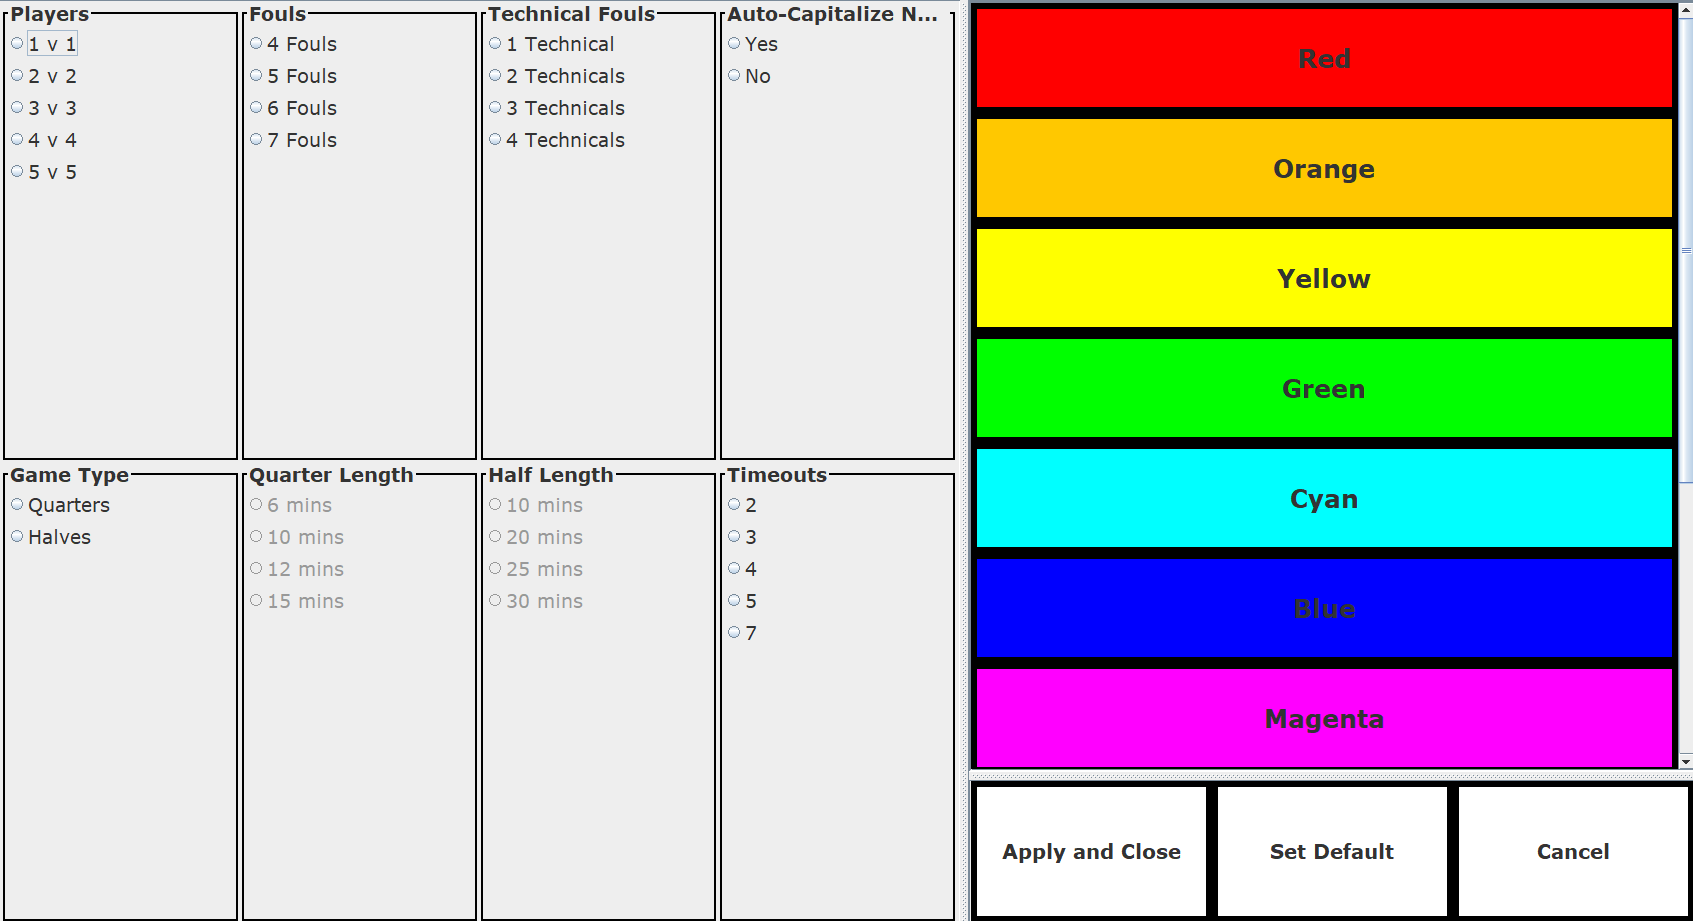 Players
1 v 1
2 v 2
3 v 3
4 v 4
5 v 5
Fouls
4 Fouls
5 Fouls
6 Fouls
7 Fouls
Technical Fouls
1 Technical
2 Technicals
3 Technicals
4 Technicals
Auto-Capitalize N...
Yes
No
Game Type
Quarters
Halves
Quarter Length
6 mins
10 mins
12 mins
15 mins
Half Length
10 mins
20 mins
25 mins
30 mins
Timeouts
2
3
4
5
7
Red
Orange
Yellow
Green
Cyan
Blue
Magenta
Apply and Close
Set Default
Cancel